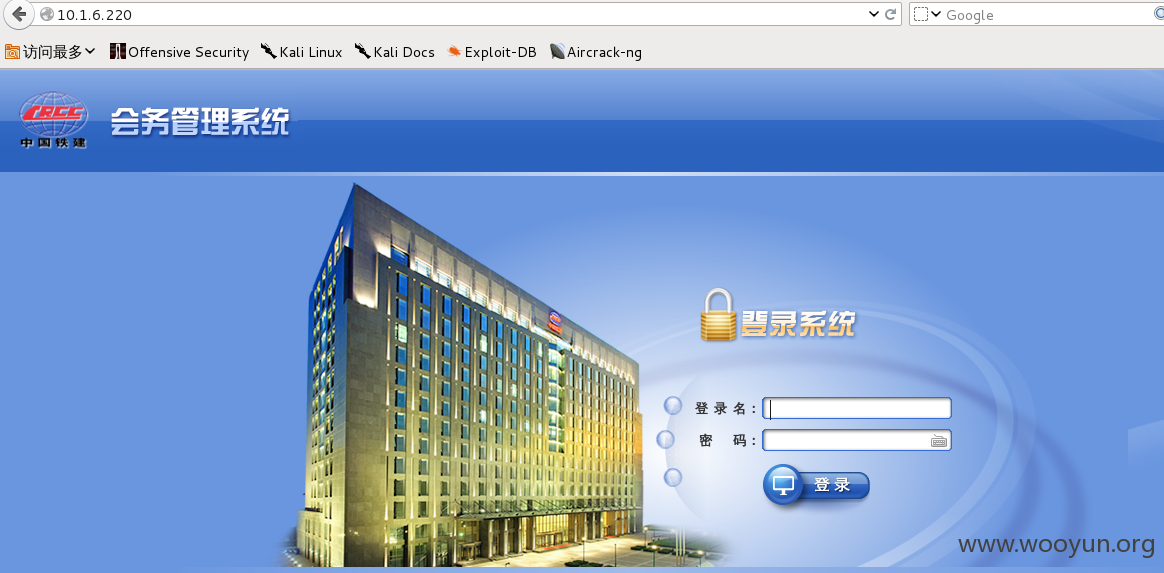 10.1.6.220
Google
访问最多 Offensive Security Kali Linux Kali Docs Exploit-DB Aircrack-ng
CRCC
中国铁建
会务管理系统
登录系统
登 录 名：
密 码：
登 录
www.wooyun.org